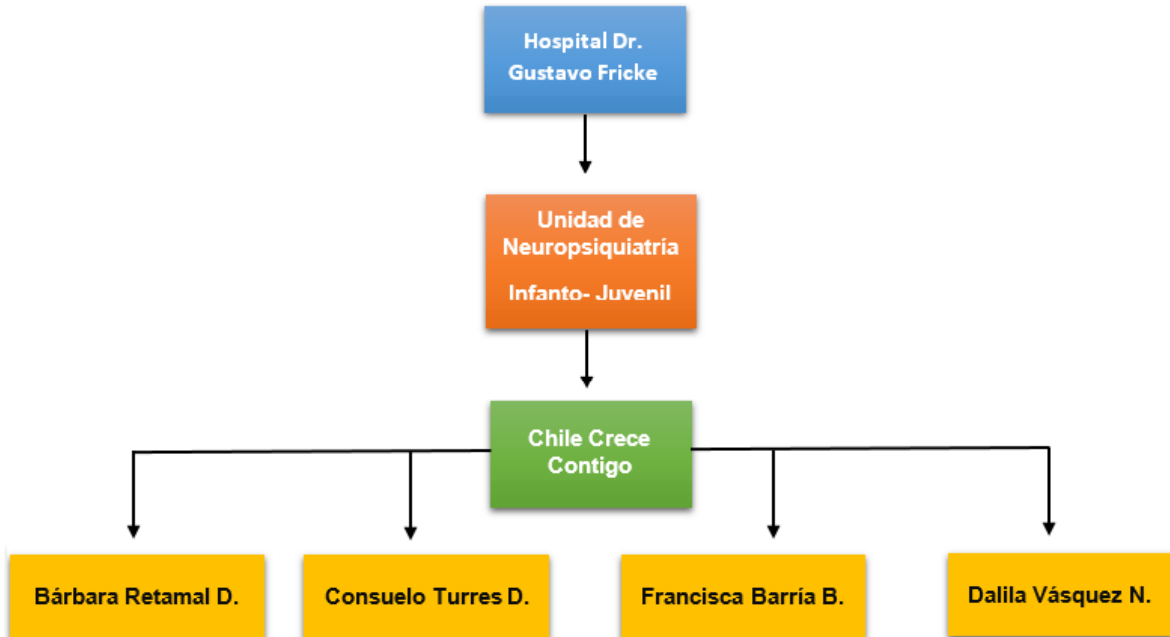 Hospital Dr.
Gustavo Fricke
Unidad de
Neuropsiquiatría
Infanto- Juvenil
Chile Crece
Contigo
Bárbara Retamal D.
Consuelo Turres D.
Francisca Barría B.
Dalila Vásquez N.